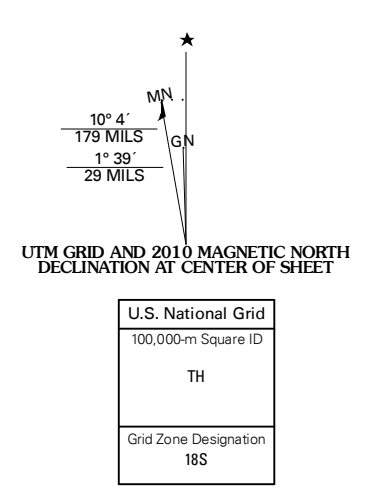 ★
MN
10° 4´
179 MILS
GN
1° 39´
29 MILS
UTM GRID AND 2010 MAGNETIC NORTH
DECLINATION AT CENTER OF SHEET
U.S. National Grid
100,000-m Square ID
TH
Grid Zone Designation
18S